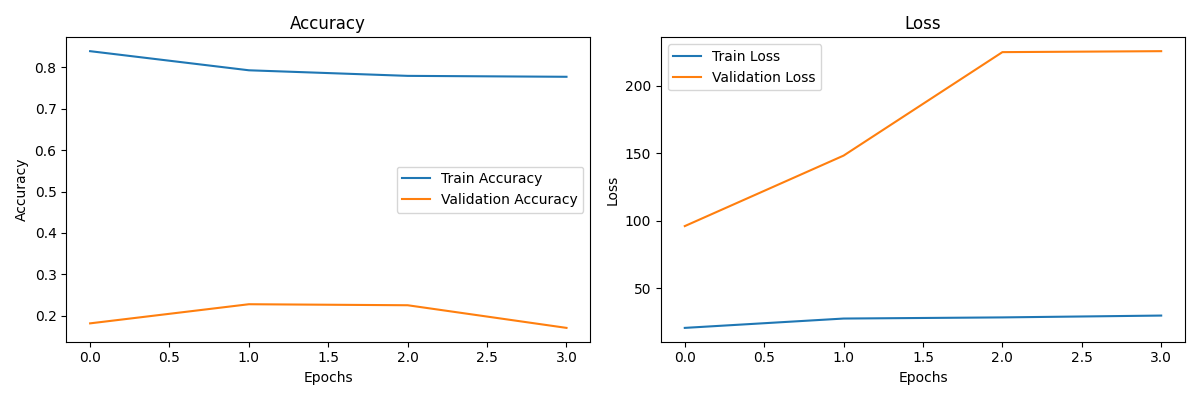 Accuracy
Accuracy
0.8
0.7
0.6
0.5
0.4
0.3
0.2
Train Accuracy
Validation Accuracy
0.0 0.5 1.0 1.5 2.0 2.5 3.0
Epochs
Loss
Loss
200
150
100
50
Train Loss
Validation Loss
0.0 0.5 1.0 1.5 2.0 2.5 3.0
Epochs